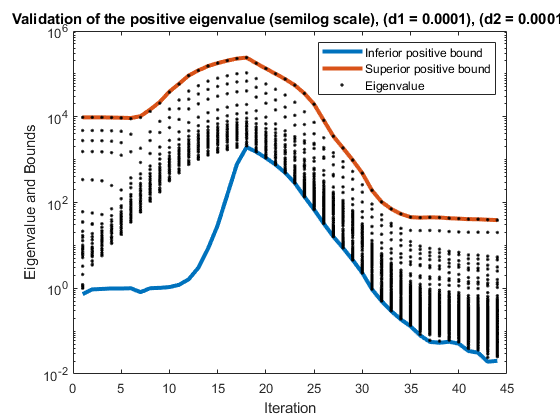 Validation of the positive eigenvalue (semilog scale), (d1 = 0.0001), (d2 = 0.0001
10^6
10^4
10^2
10^0
10^-2
Eigenvalue and Bounds
Inferior positive bound
Superior positive bound
Eigenvalue
0 5 10 15 20 25 30 35 40 45
Iteration